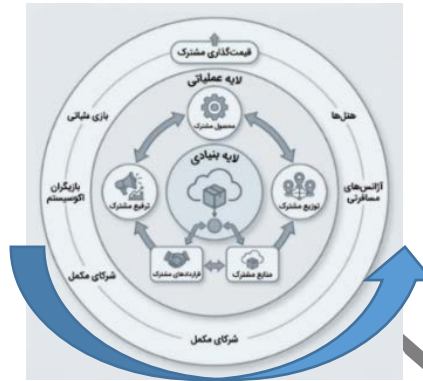 قیمت‌گذاری مشترک
لایه عملیاتی
محصول مشترک
بازی مثباتی
هتل‌ها
لایه بنیادی
بازیگران
اکوسیستم
ترفیع مشترک
توزیع مشترک
آژانس‌های
مسافرتی
قراردادهای مشترک
منابع مشترک
شرکای مکمل
شرکای مکمل